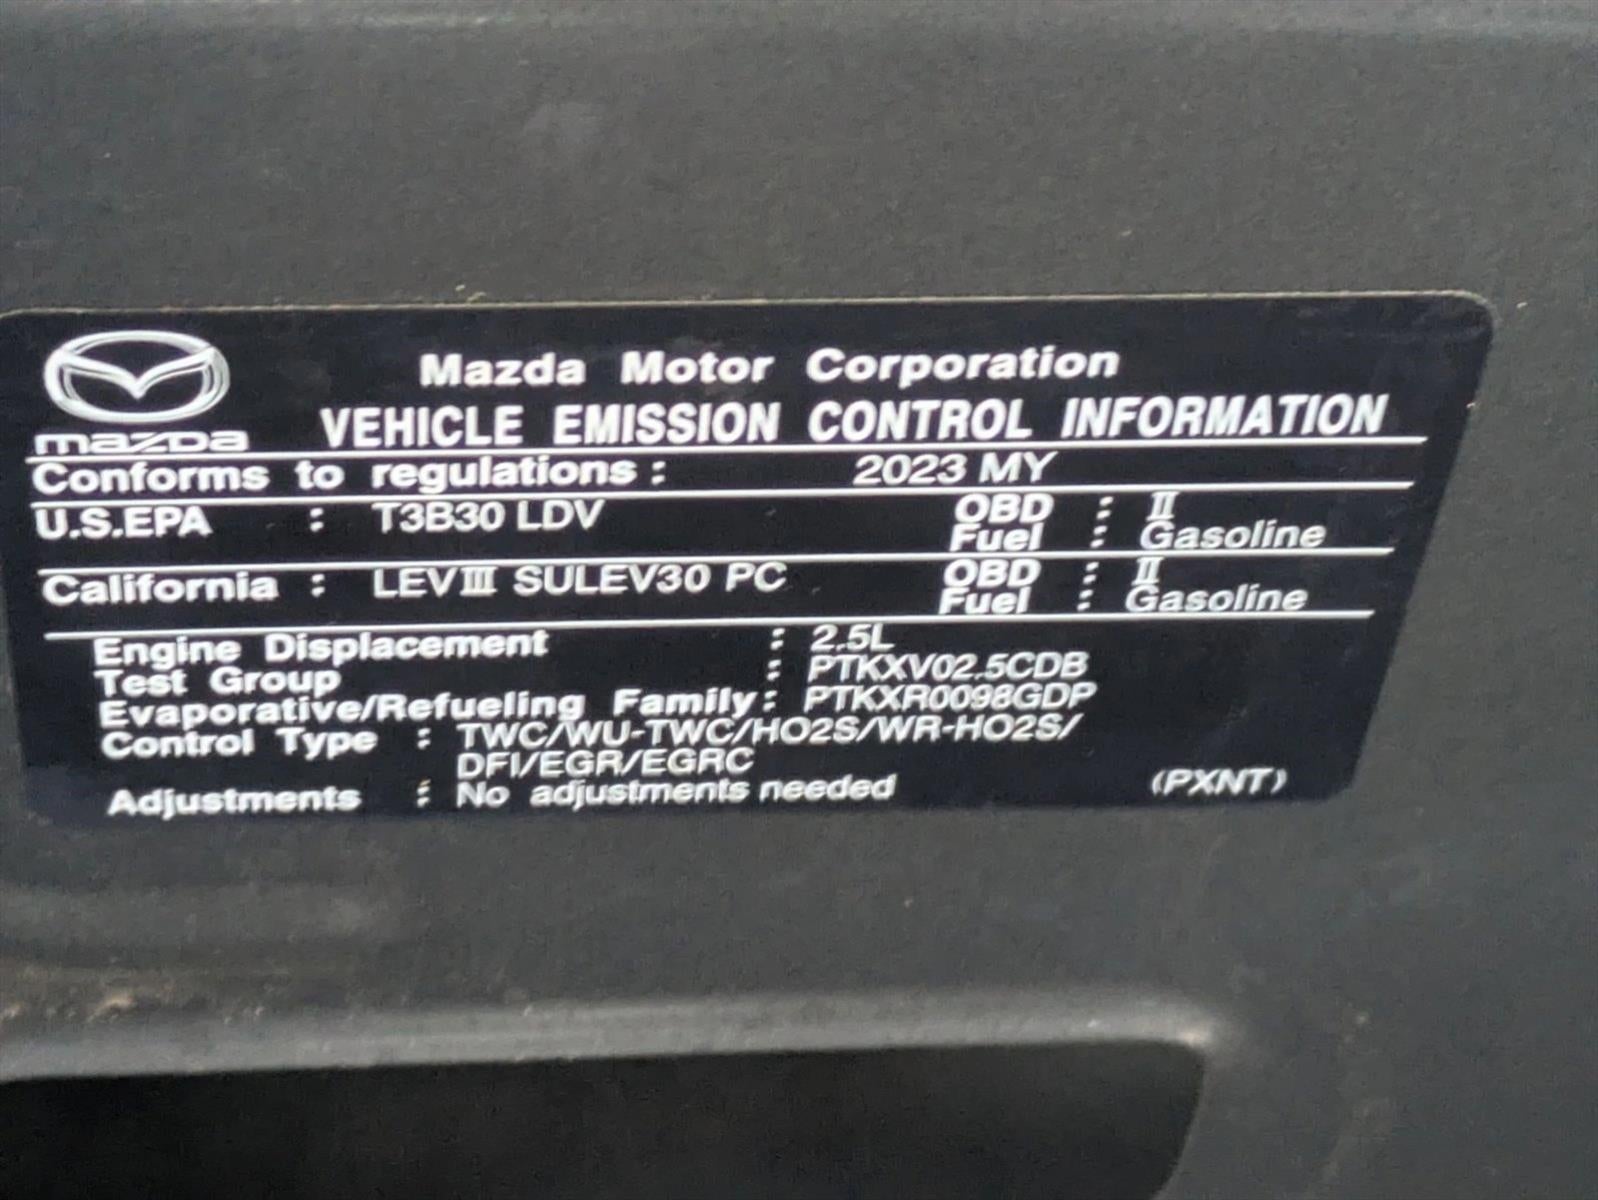 Mazda Motor Corporation
mazda VEHICLE EMISSION CONTROL INFORMATION
Conforms to regulations : 2023 MY
U.S.EPA : T3B30 LDV OBD : II
Fuel : Gasoline
California : LEVIII SULEV30 PC OBD : II
Fuel : Gasoline
Engine Displacement : 2.5L
Test Group : PTKXV02.5CDB
Evaporative/Refueling Family : PTKXR0098GDP
Control Type : TWC/WU-TWC/HO2S/WR-HO2S/
DFI/EGR/EGRC
Adjustments : No adjustments needed (PXNT)